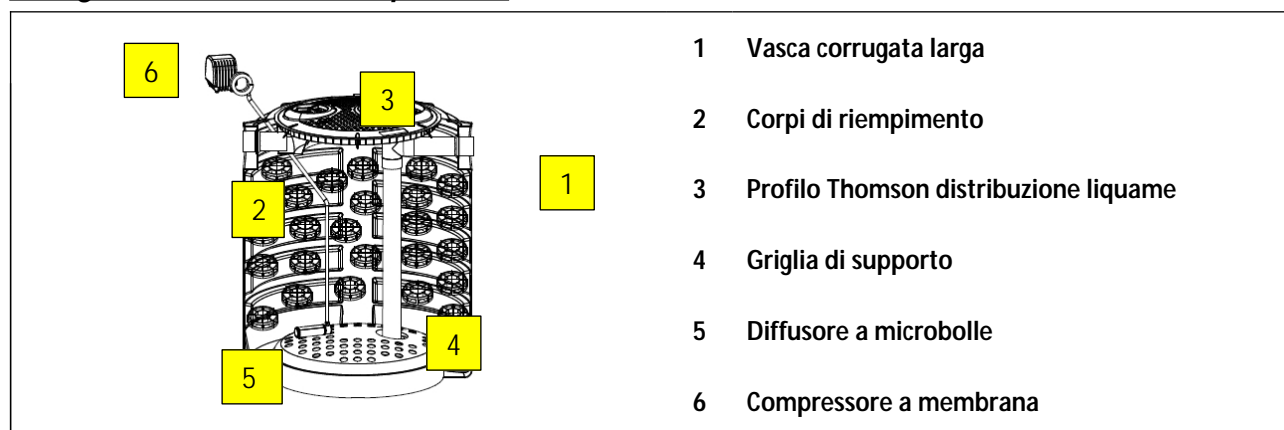 6
3
2
1
4
5
1 Vasca corrugata larga
2 Corpi di riempimento
3 Profilo Thomson distribuzione liquame
4 Griglia di supporto
5 Diffusore a microbolle
6 Compressore a membrana